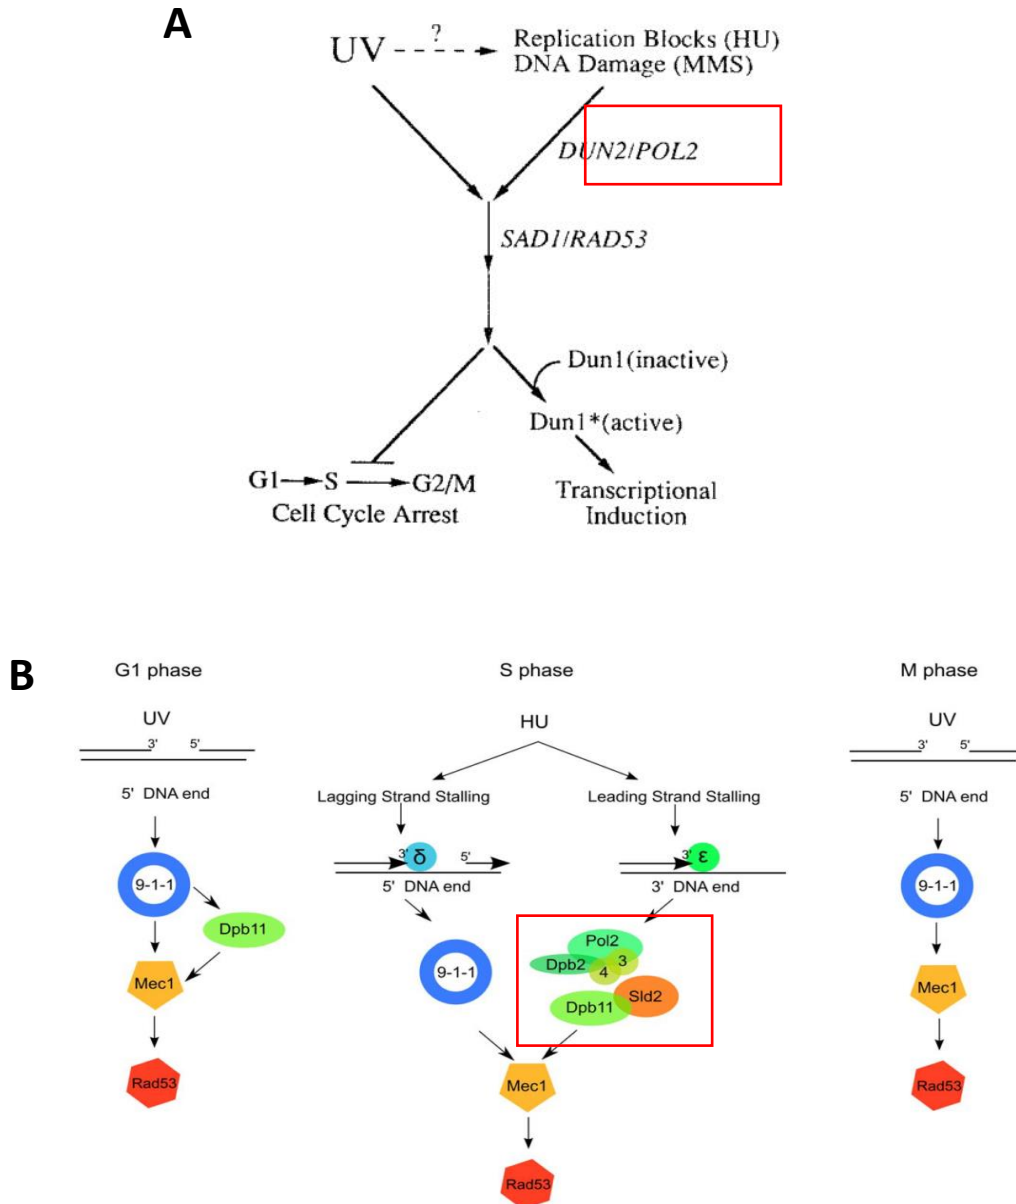 A
UV
?
Replication Blocks (HU)
DNA Damage (MMS)
DUN2/POL2
SAD1/RAD53
Dun1(inactive)
Dun1*(active)
G1
S
G2/M
Cell Cycle Arrest
Transcriptional
Induction
B
G1 phase
UV
3' 5'
5' DNA end
9-1-1
Dpb11
Mec1
Rad53
S phase
HU
Lagging Strand Stalling
Leading Strand Stalling
3' δ 5'
5' DNA end
3' ε
3' DNA end
9-1-1
Pol2
Dpb2
3
4
Dpb11
Sld2
Mec1
Rad53
M phase
UV
3' 5'
5' DNA end
9-1-1
Mec1
Rad53